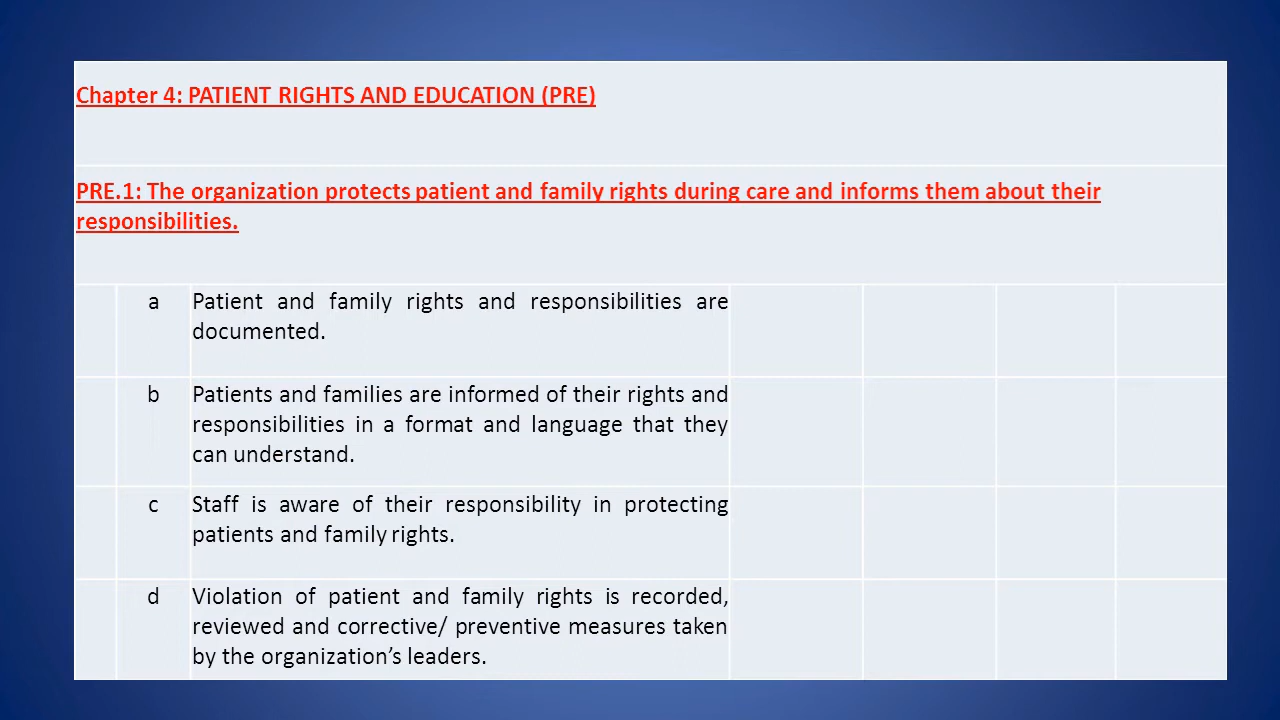 Chapter 4: PATIENT RIGHTS AND EDUCATION (PRE)
PRE.1: The organization protects patient and family rights during care and informs them about their
responsibilities.
a Patient and family rights and responsibilities are
documented.
b Patients and families are informed of their rights and
responsibilities in a format and language that they
can understand.
c Staff is aware of their responsibility in protecting
patients and family rights.
d Violation of patient and family rights is recorded,
reviewed and corrective/ preventive measures taken
by the organization’s leaders.